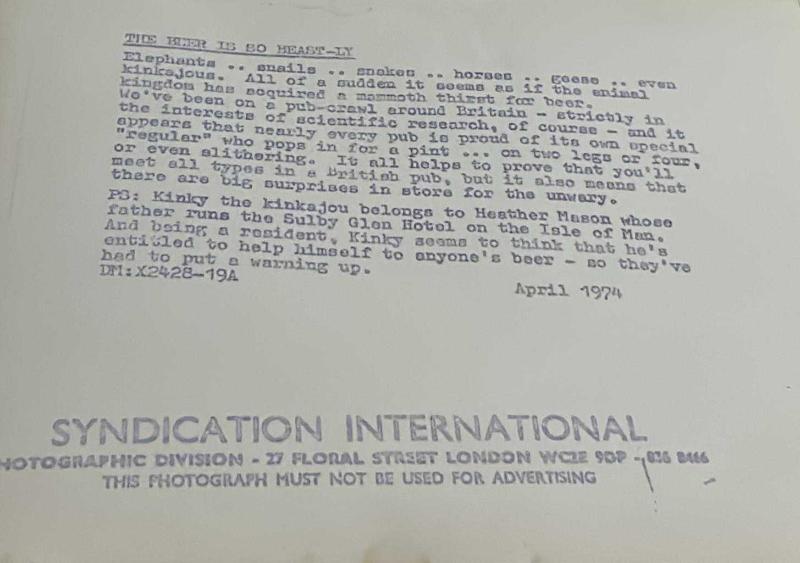 THE BEER IS SO BEAST-LY
Elephants .. snails .. snakes .. horses .. geese .. even
kinkajous. All of a sudden it seems as if the animal
kingdom has acquired a mammoth thirst for beer.
We've been on a pub-crawl around Britain - strictly in
the interests of scientific research, of course - and it
appears that nearly every pub is proud of its own special
"regular" who pops in for a pint ... on two legs or four,
or even slithering. It all helps to prove that you'll
meet all types in a British pub, but it also means that
there are big surprises in store for the unwary.
PS: Kinky the kinkajou belongs to Heather Mason whose
father runs the Sulby Glen Hotel on the Isle of Man.
And being a resident, Kinky seems to think that he's
entitled to help himself to anyone's beer - so they've
had to put a warning up.
DM:X2428-19A
April 1974
SYNDICATION INTERNATIONAL
HOTOGRAPHIC DIVISION - 27 FLORAL STREET LONDON WC2E 9DP - 836 8466
THIS PHOTOGRAPH MUST NOT BE USED FOR ADVERTISING